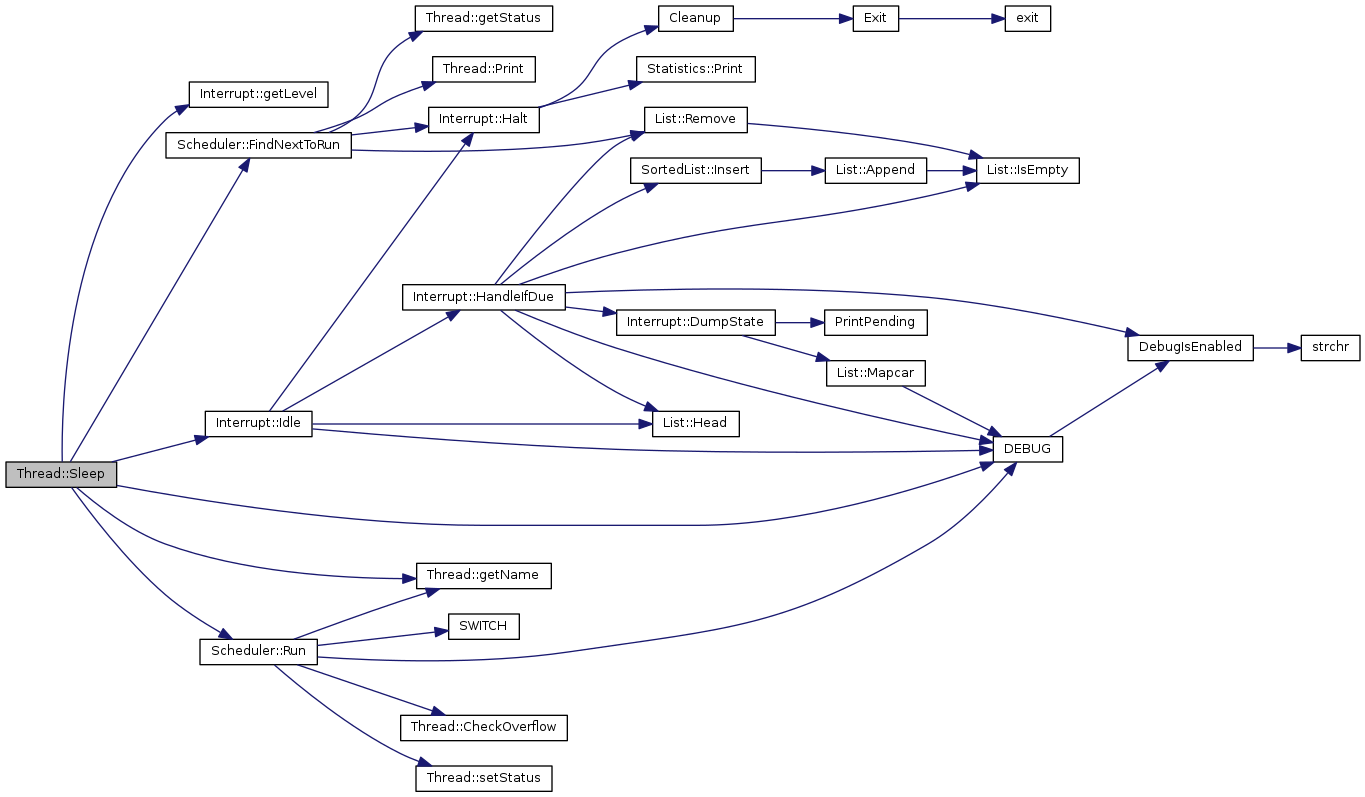 Thread::getStatus
Cleanup
Exit
exit
Thread::Print
Statistics::Print
Interrupt::getLevel
Interrupt::Halt
List::Remove
Scheduler::FindNextToRun
SortedList::Insert
List::Append
List::IsEmpty
Interrupt::HandleIfDue
Interrupt::DumpState
PrintPending
DebugIsEnabled
strchr
List::Mapcar
Interrupt::Idle
List::Head
DEBUG
Thread::Sleep
Thread::getName
SWITCH
Scheduler::Run
Thread::CheckOverflow
Thread::setStatus